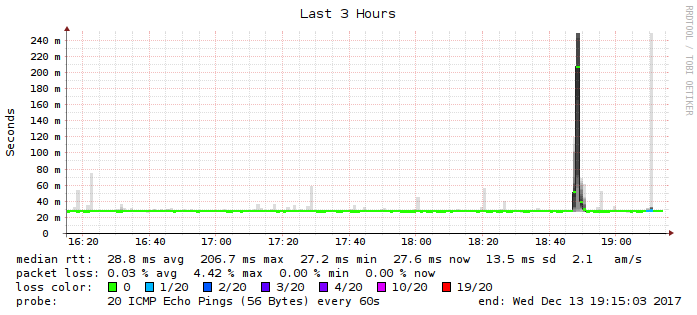 Last 3 Hours
RRDTOOL / TOBI OETIKER
Seconds
240 m
220 m
200 m
180 m
160 m
140 m
120 m
100 m
80 m
60 m
40 m
20 m
0
16:20 16:40 17:00 17:20 17:40 18:00 18:20 18:40 19:00
median rtt: 28.8 ms avg 206.7 ms max 27.2 ms min 27.6 ms now 13.5 ms sd 2.1 am/s
packet loss: 0.03 % avg 4.42 % max 0.00 % min 0.00 % now
loss color: 0 1/20 2/20 3/20 4/20 10/20 19/20
probe: 20 ICMP Echo Pings (56 Bytes) every 60s end: Wed Dec 13 19:15:03 2017